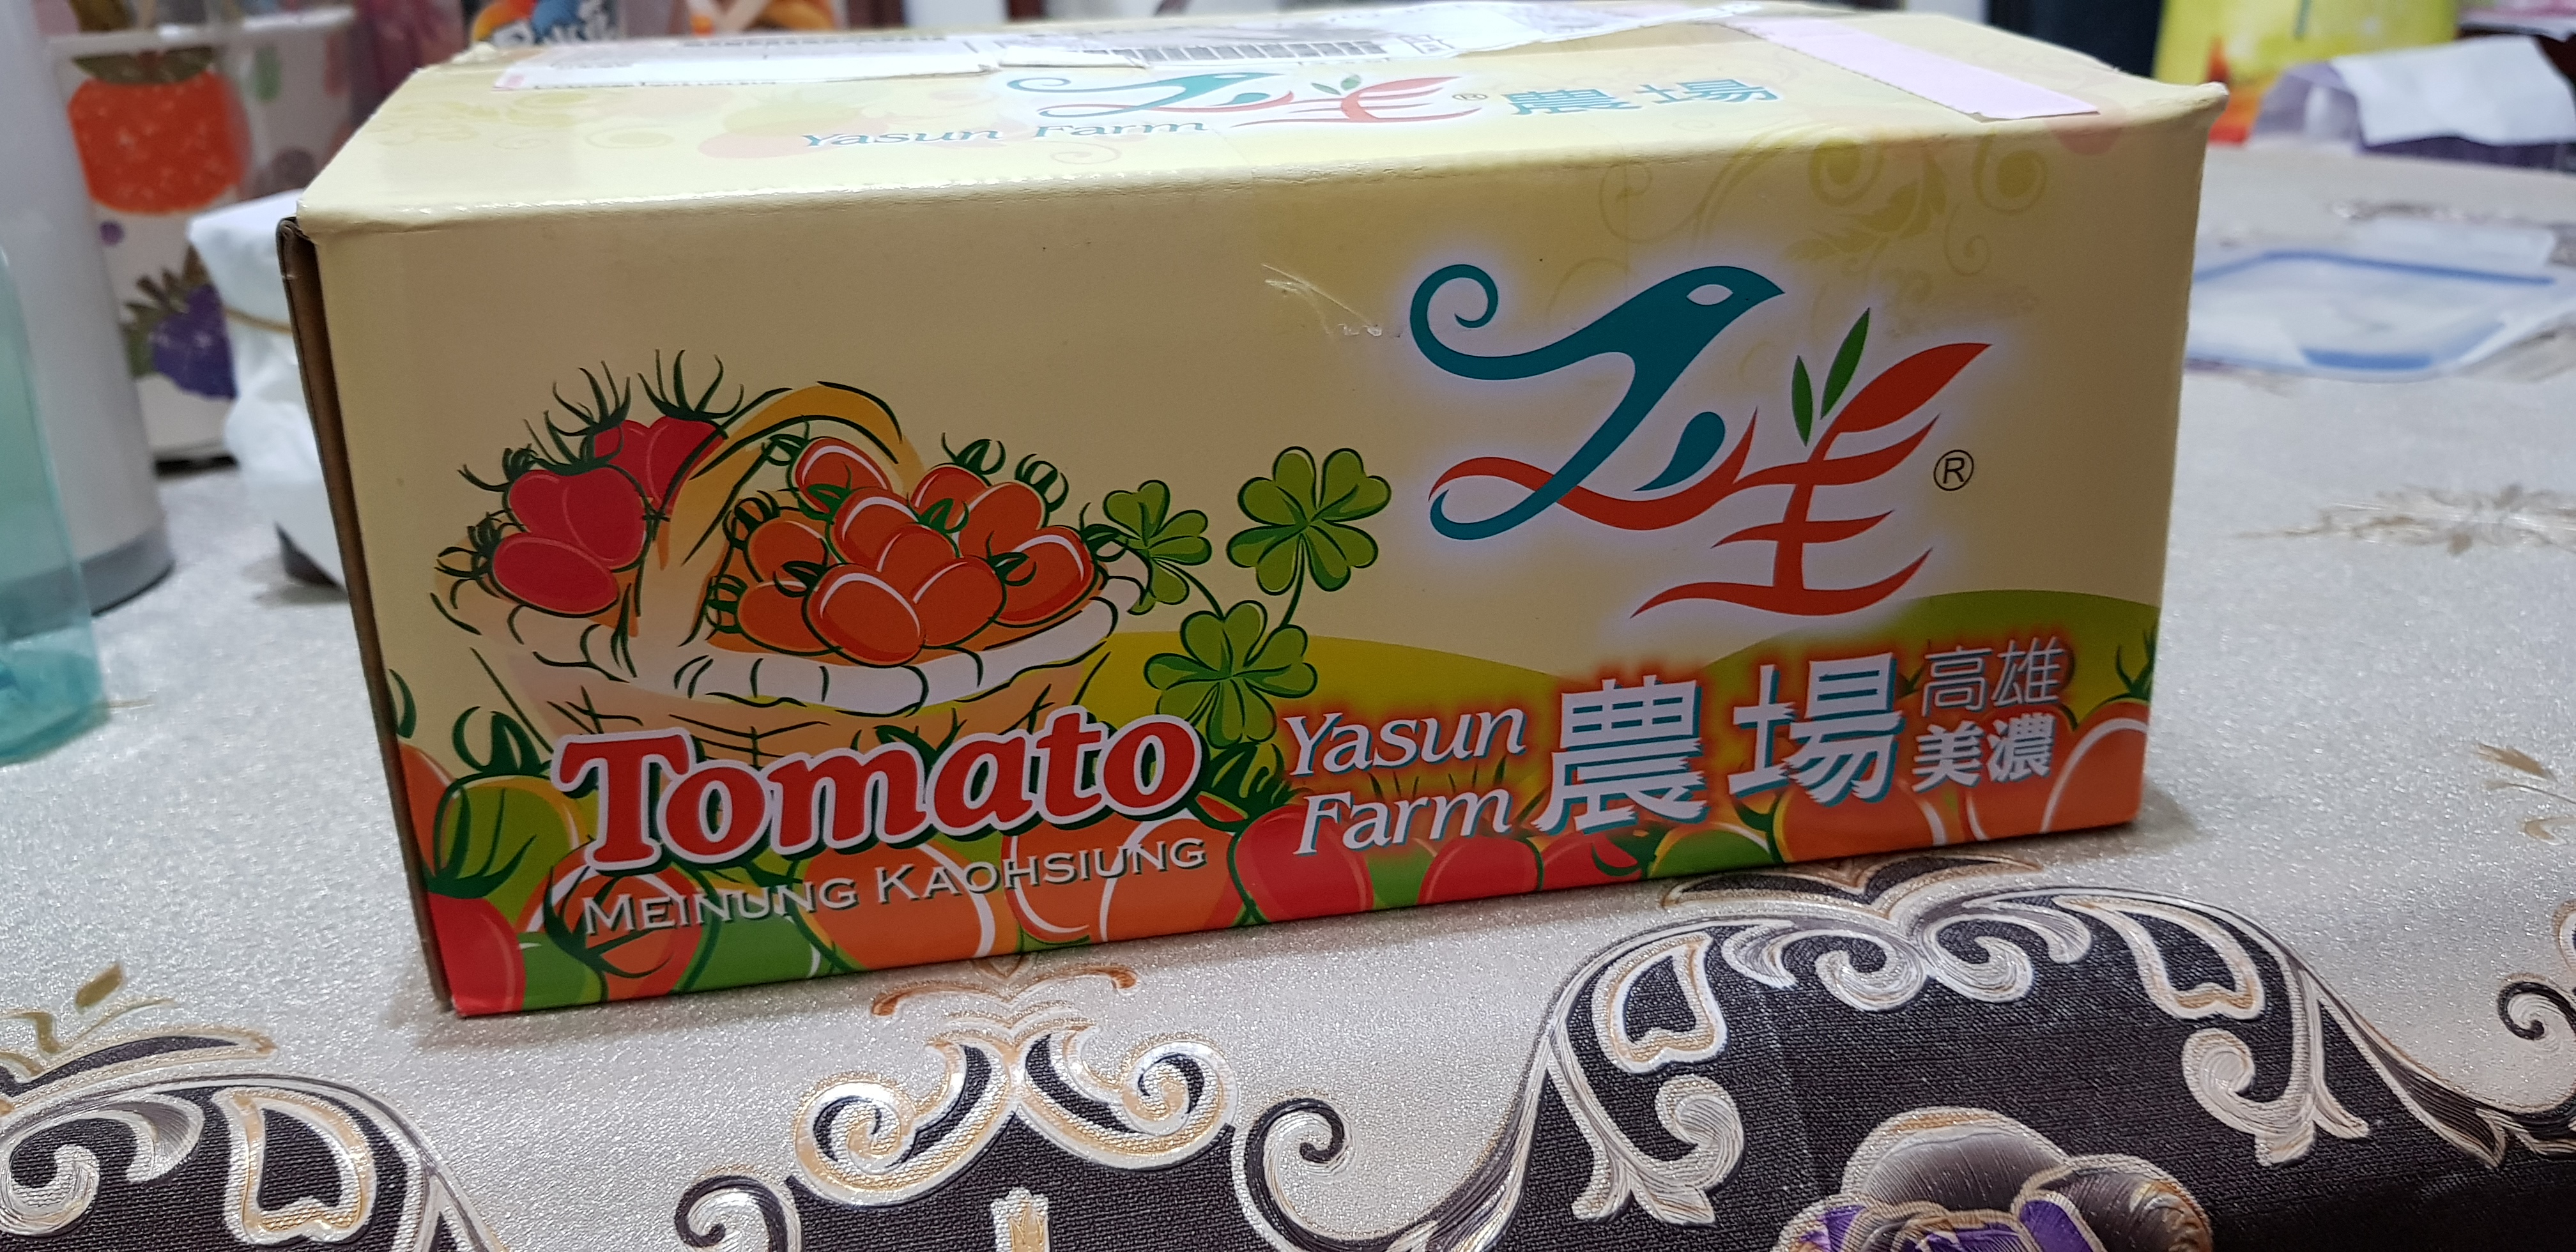 Yasun Farm
®
農場
®
Tomato
MEINUNG KAOHSIUNG
Yasun
Farm
農場
高雄
美濃